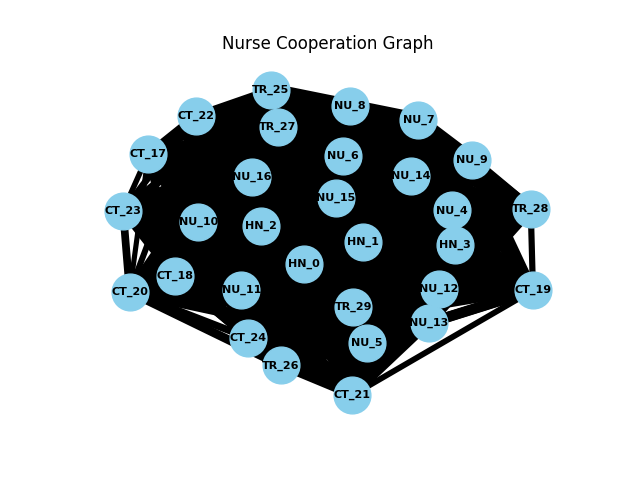 Nurse Cooperation Graph
TR_25
NU_8
CT_22
NU_7
TR_27
CT_17
NU_6
NU_9
NU_16
NU_14
NU_15
CT_23
NU_4
TR_28
NU_10
HN_2
HN_1
HN_3
HN_0
CT_18
CT_20
NU_11
NU_12
CT_19
TR_29
NU_13
CT_24
NU_5
TR_26
CT_21